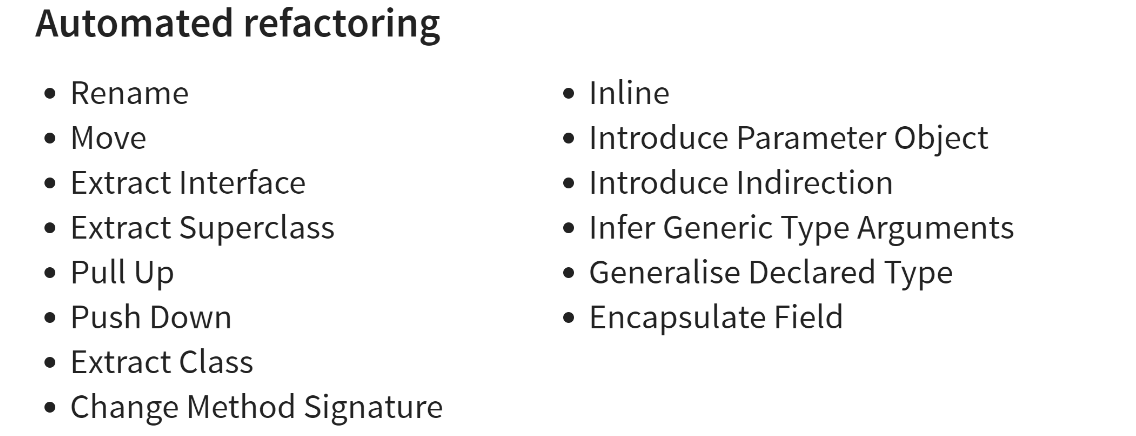 Automated refactoring
• Rename
• Move
• Extract Interface
• Extract Superclass
• Pull Up
• Push Down
• Extract Class
• Change Method Signature
• Inline
• Introduce Parameter Object
• Introduce Indirection
• Infer Generic Type Arguments
• Generalise Declared Type
• Encapsulate Field